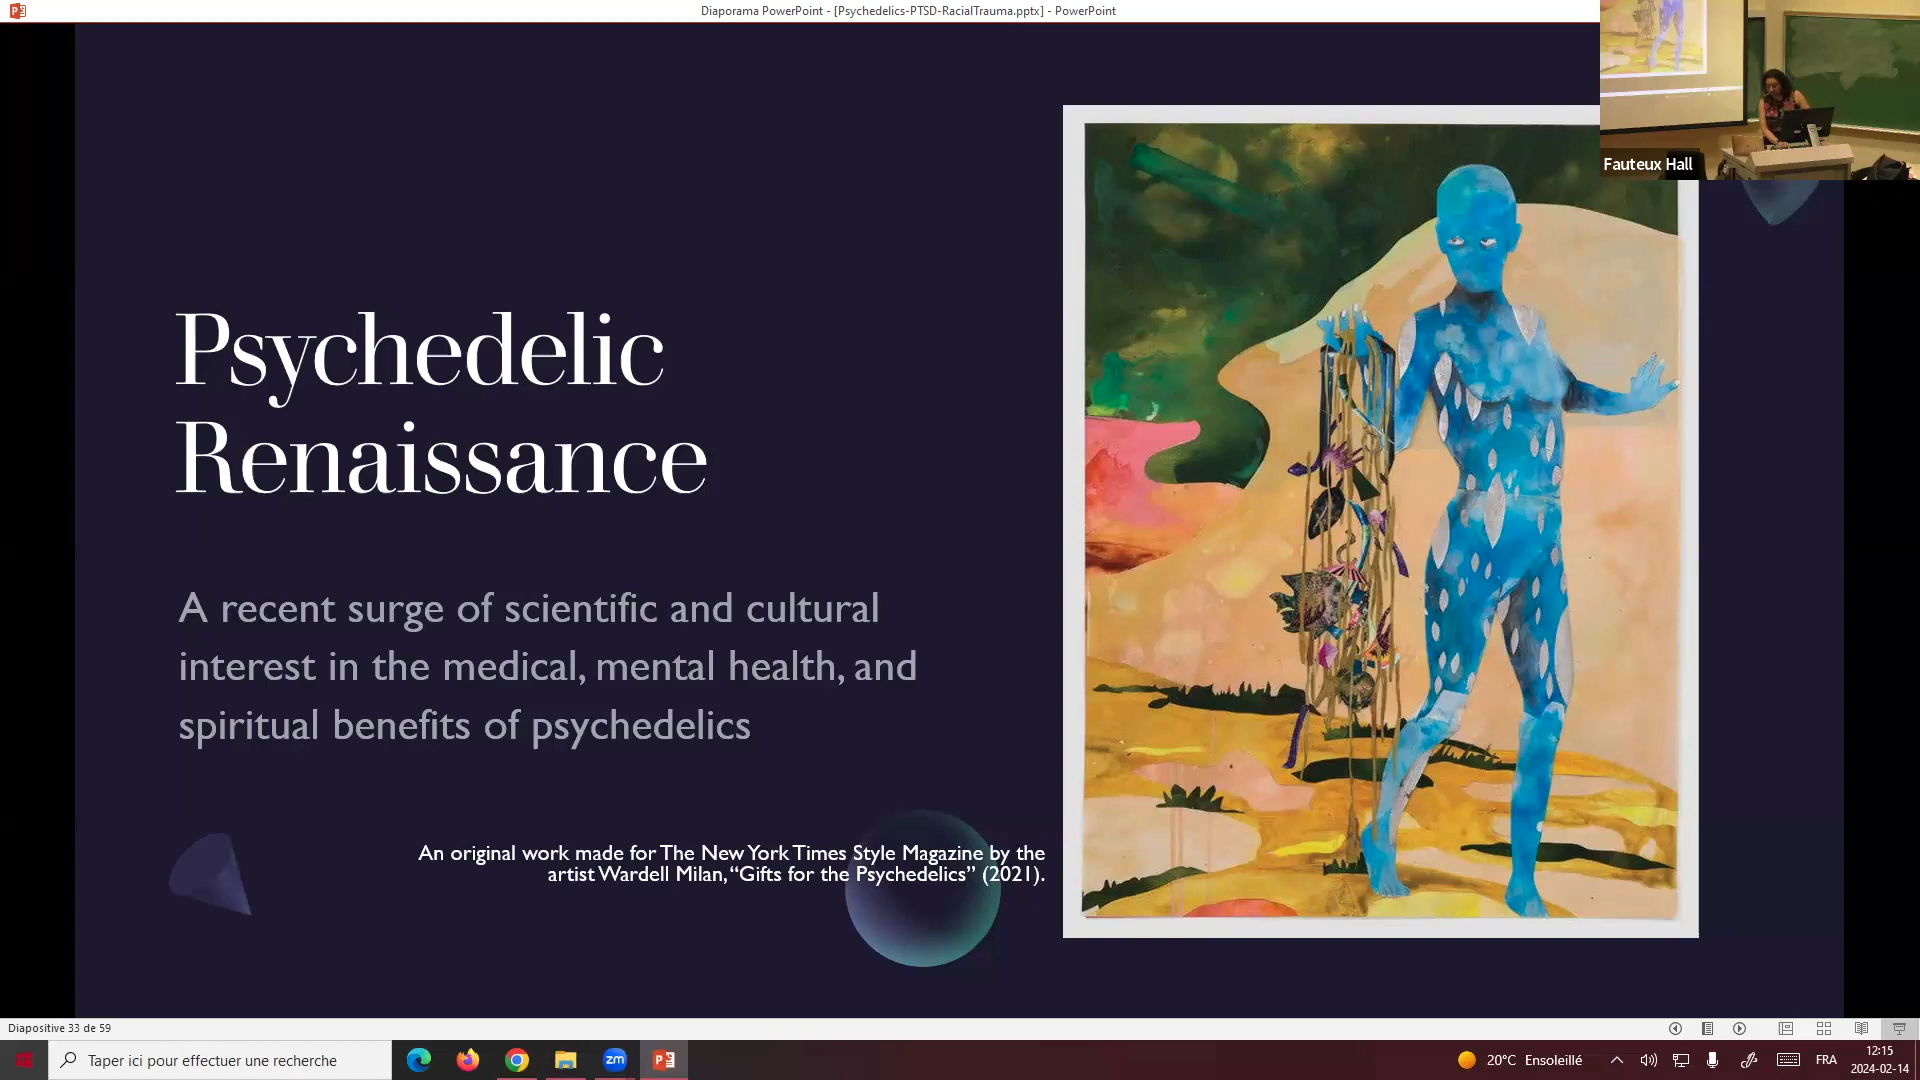 Diaporama PowerPoint - [Psychedelics-PTSD-RacialTrauma.pptx] - PowerPoint
Fauteux Hall
Psychedelic
Renaissance
A recent surge of scientific and cultural
interest in the medical, mental health, and
spiritual benefits of psychedelics
An original work made for The New York Times Style Magazine by the
artist Wardell Milan, “Gifts for the Psychedelics” (2021).
Diapositive 33 de 59
Taper ici pour effectuer une recherche
zm
20°C Ensoleillé
FRA
12:15
2024-02-14